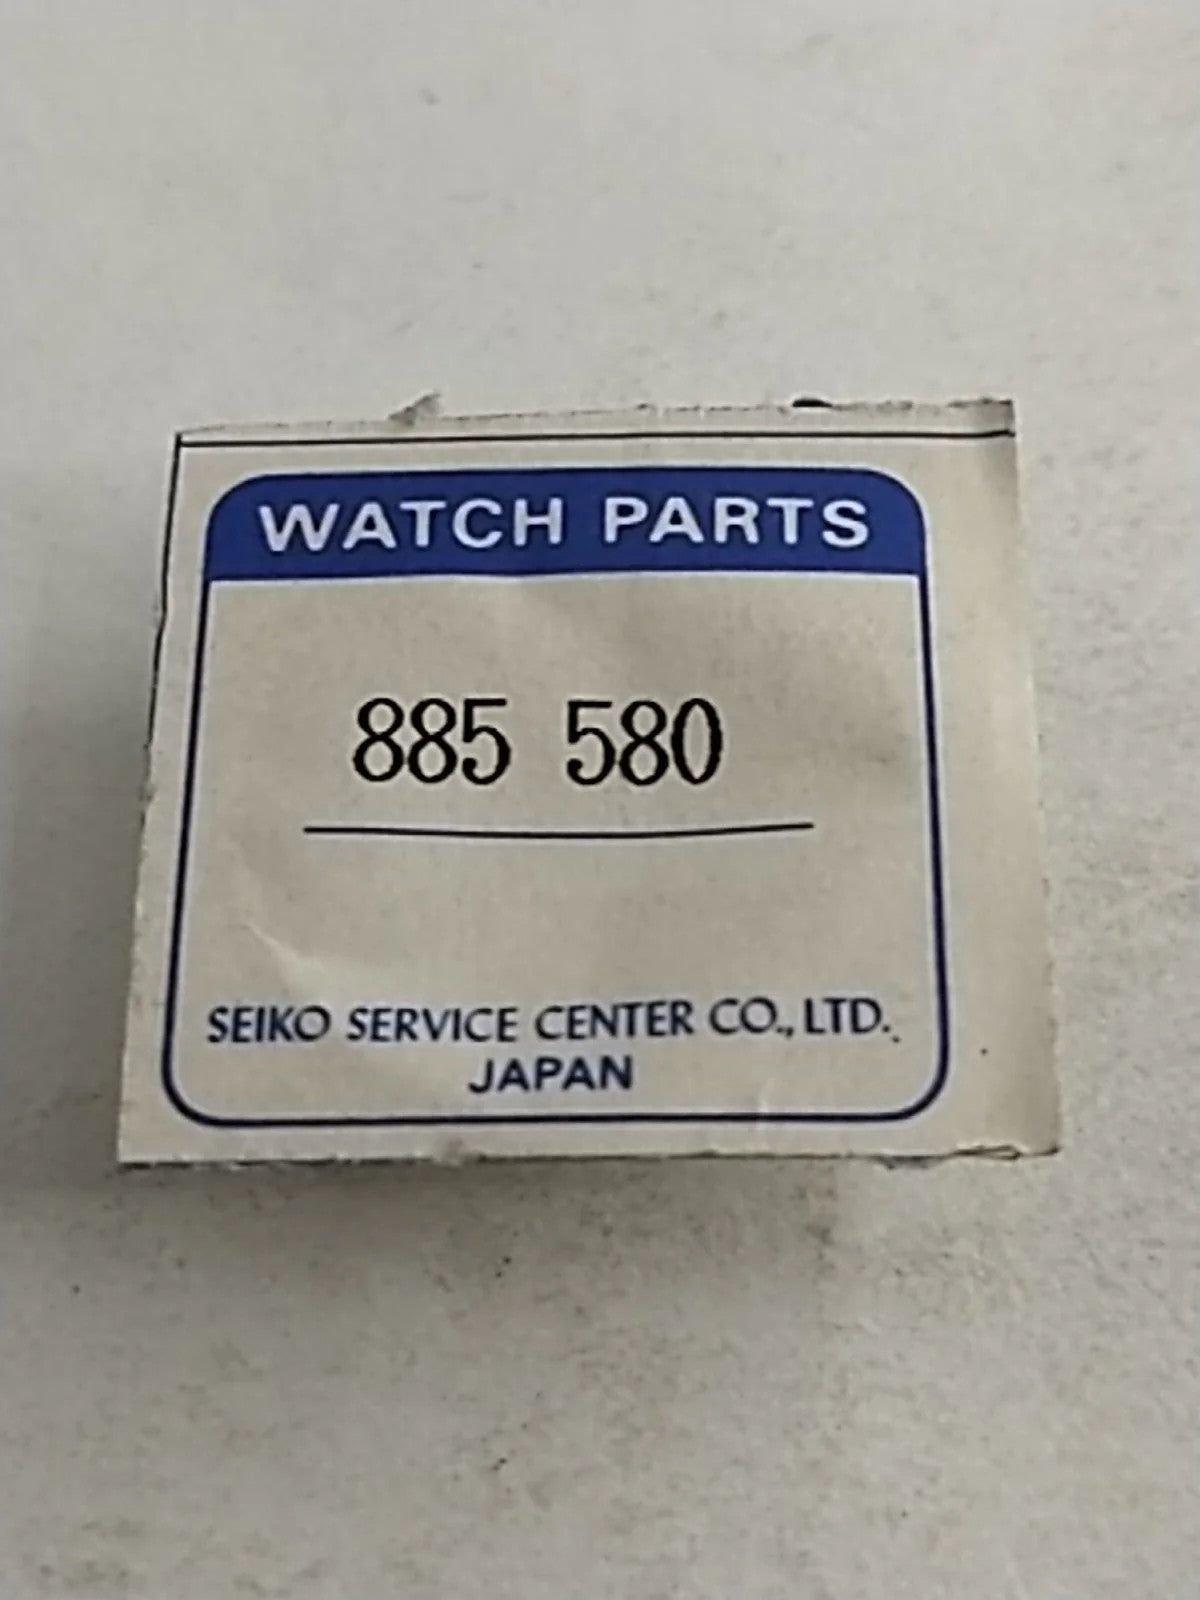 WATCH PARTS
885 580
SEIKO SERVICE CENTER CO., LTD.
JAPAN